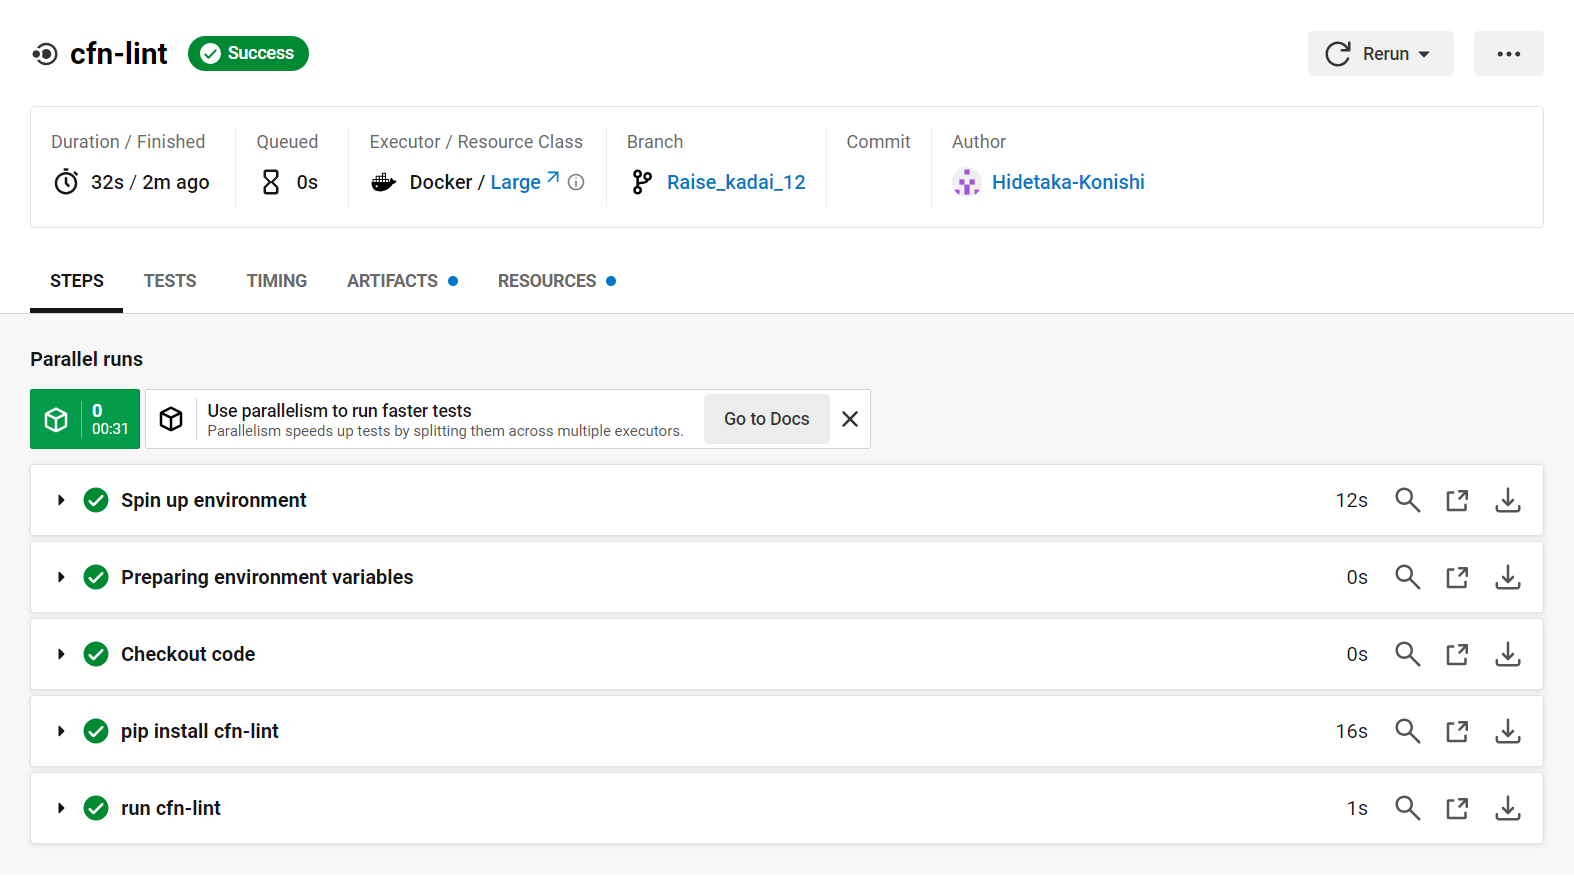 cfn-lint
Success
Rerun
Duration / Finished
32s / 2m ago
Queued
0s
Executor / Resource Class
Docker / Large
Branch
Raise_kadai_12
Commit
Author
Hidetaka-Konishi
STEPS
TESTS
TIMING
ARTIFACTS
RESOURCES
Parallel runs
0
00:31
Use parallelism to run faster tests
Parallelism speeds up tests by splitting them across multiple executors.
Go to Docs
Spin up environment 12s
Preparing environment variables 0s
Checkout code 0s
pip install cfn-lint 16s
run cfn-lint 1s